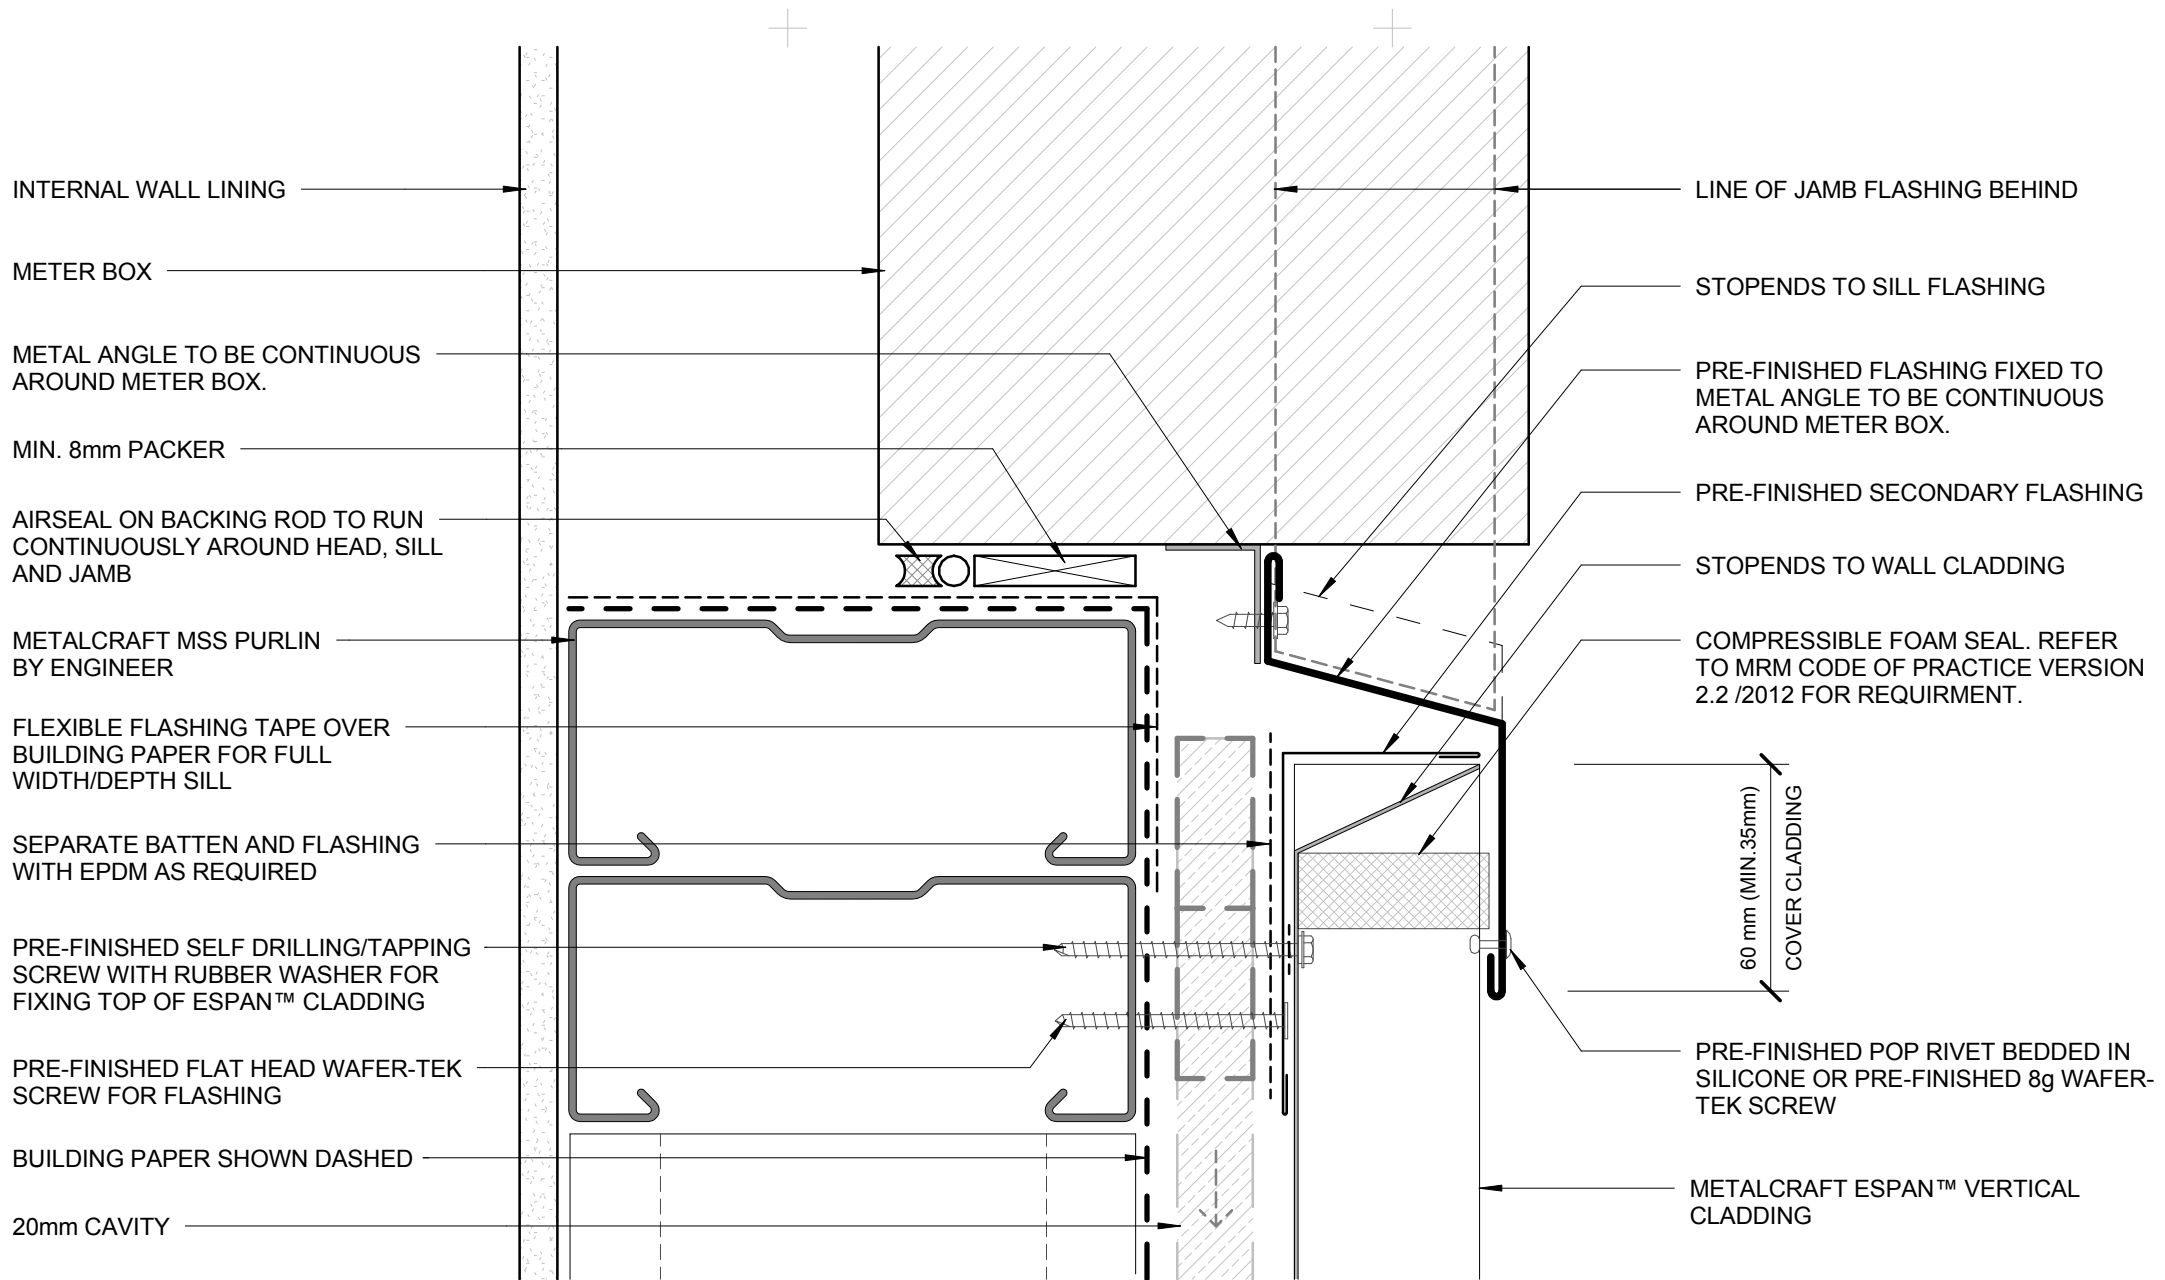 INTERNAL WALL LINING
METER BOX
METAL ANGLE TO BE CONTINUOUS
AROUND METER BOX.
MIN. 8mm PACKER
AIRSEAL ON BACKING ROD TO RUN
CONTINUOUSLY AROUND HEAD, SILL
AND JAMB
METALCRAFT MSS PURLIN
BY ENGINEER
FLEXIBLE FLASHING TAPE OVER
BUILDING PAPER FOR FULL
WIDTH/DEPTH SILL
SEPARATE BATTEN AND FLASHING
WITH EPDM AS REQUIRED
PRE-FINISHED SELF DRILLING/TAPPING
SCREW WITH RUBBER WASHER FOR
FIXING TOP OF ESPAN™ CLADDING
PRE-FINISHED FLAT HEAD WAFER-TEK
SCREW FOR FLASHING
BUILDING PAPER SHOWN DASHED
20mm CAVITY
LINE OF JAMB FLASHING BEHIND
STOPENDS TO SILL FLASHING
PRE-FINISHED FLASHING FIXED TO
METAL ANGLE TO BE CONTINUOUS
AROUND METER BOX.
PRE-FINISHED SECONDARY FLASHING
STOPENDS TO WALL CLADDING
COMPRESSIBLE FOAM SEAL. REFER
TO MRM CODE OF PRACTICE VERSION
2.2 /2012 FOR REQUIRMENT.
60 mm (MIN.35mm)
COVER CLADDING
PRE-FINISHED POP RIVET BEDDED IN
SILICONE OR PRE-FINISHED 8g WAFER-
TEK SCREW
METALCRAFT ESPAN™ VERTICAL
CLADDING